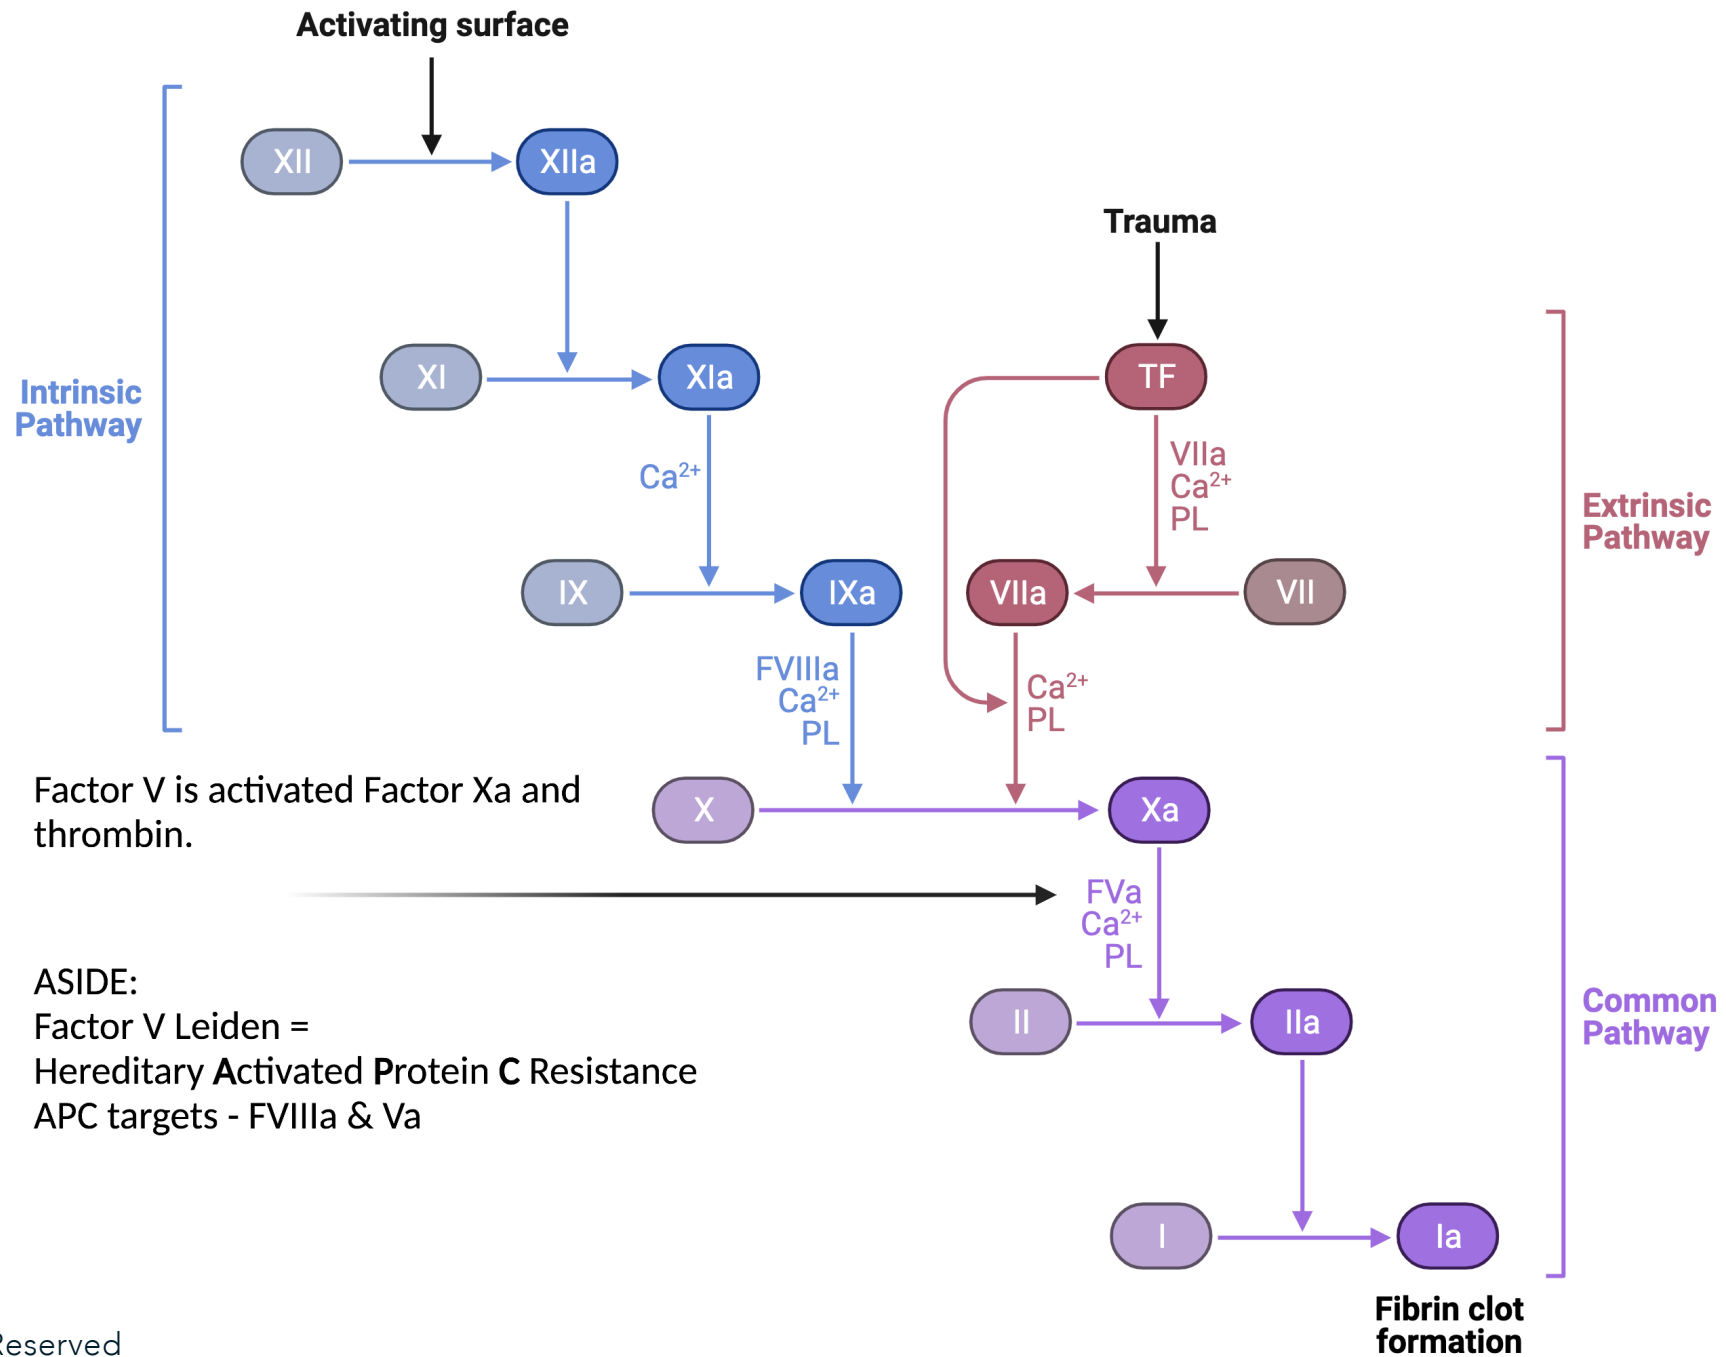 Activating surface
XII
XIIa
Trauma
XI
XIa
TF
Intrinsic
Pathway
Ca²⁺
VIIa
Ca²⁺
PL
Extrinsic
Pathway
IX
IXa
VIIa
VII
FVIIIa
Ca²⁺
PL
Ca²⁺
PL
Factor V is activated Factor Xa and
thrombin.
X
Xa
FVa
Ca²⁺
PL
ASIDE:
Factor V Leiden =
Hereditary Activated Protein C Resistance
APC targets - FVIIIa & Va
II
IIa
Common
Pathway
I
Ia
Fibrin clot
formation
Reserved